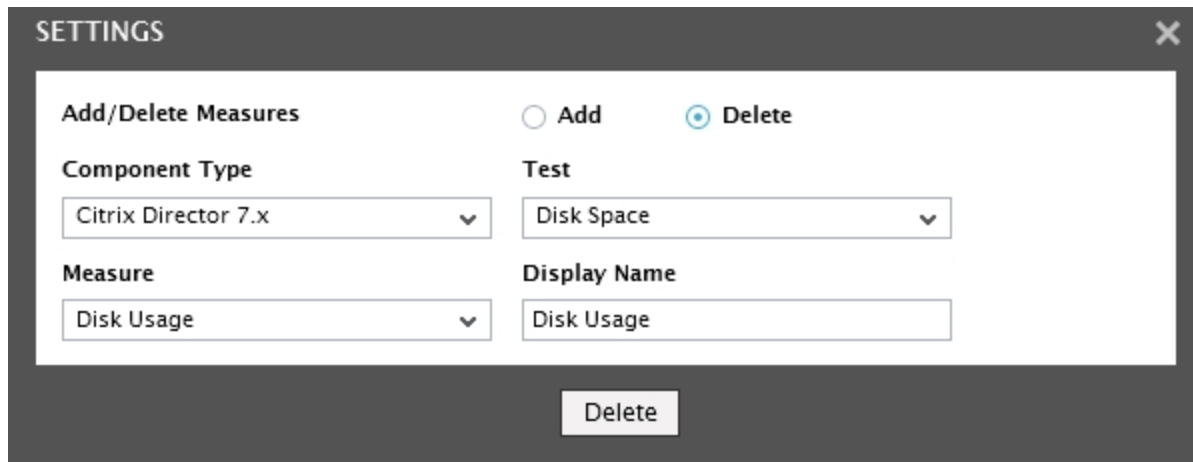 SETTINGS
Add/Delete Measures Add Delete
Component Type Test
Citrix Director 7.x Disk Space
Measure Display Name
Disk Usage Disk Usage
Delete